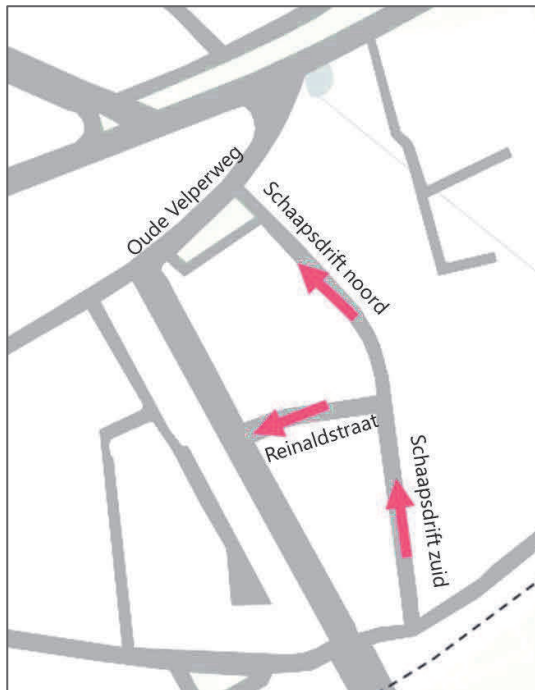 Oude Velperweg
Schaapsdrift noord
Reinaldstraat
Schaapsdrift zuid